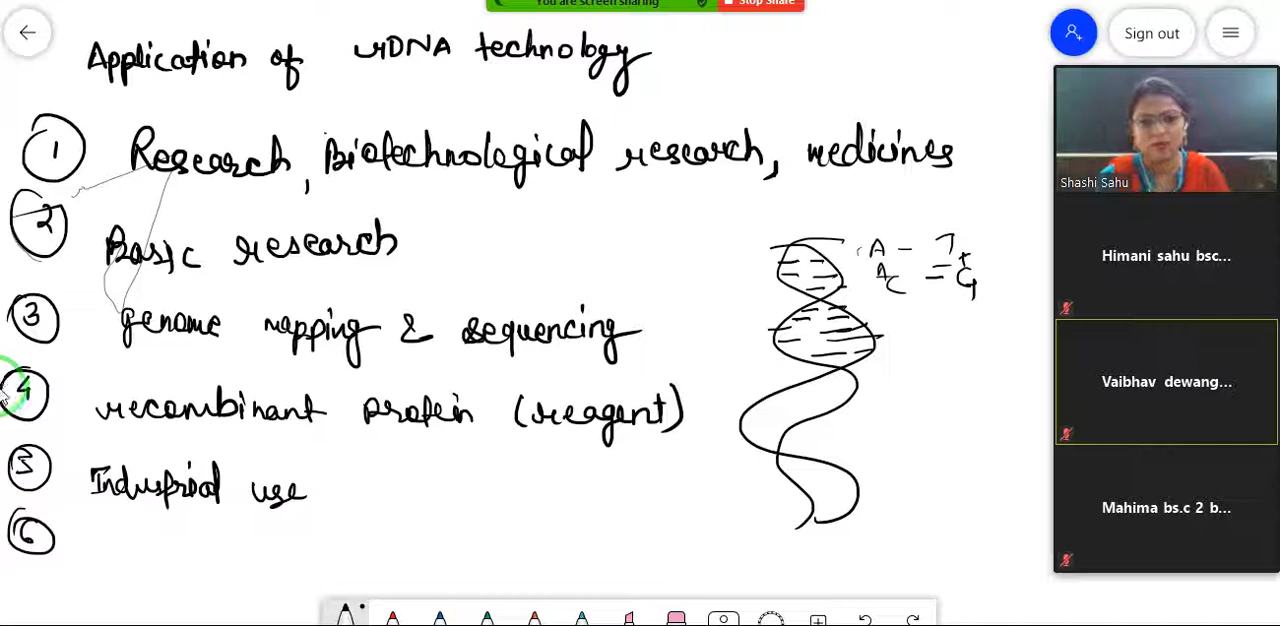 You are screen sharing Stop Share
Application of rDNA technology
Sign out
1 Research, Biotechnological research, medicines
Shashi Sahu
2 Basic research
A - T
C = G
Himani sahu bsc...
3 genome mapping & sequencing
4 recombinant protein (reagent)
Vaibhav dewang...
5 Industrial use
6
Mahima bs.c 2 b...